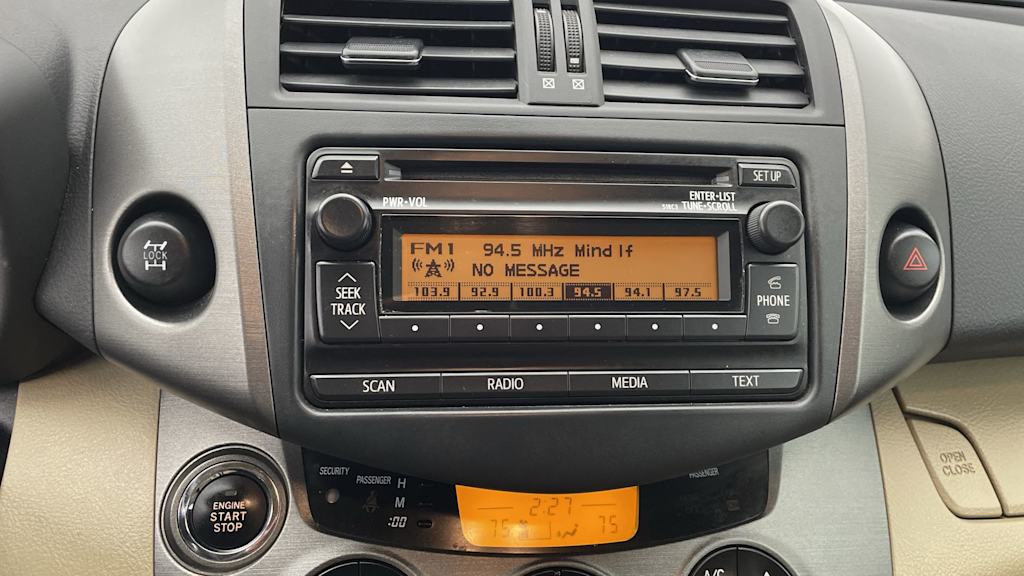 SET UP
PWR•VOL
ENTER•LIST
518C3 TUNE•SCROLL
FM1 94.5 MHz Mind If
NO MESSAGE
103.9 92.9 100.3 94.5 94.1 97.5
LOCK
SEEK
TRACK
PHONE
SCAN RADIO MEDIA TEXT
OPEN
CLOSE
SECURITY
PASSENGER
PASSENGER
H
M
:00
2:27
75 75
ENGINE
START
STOP
A/C